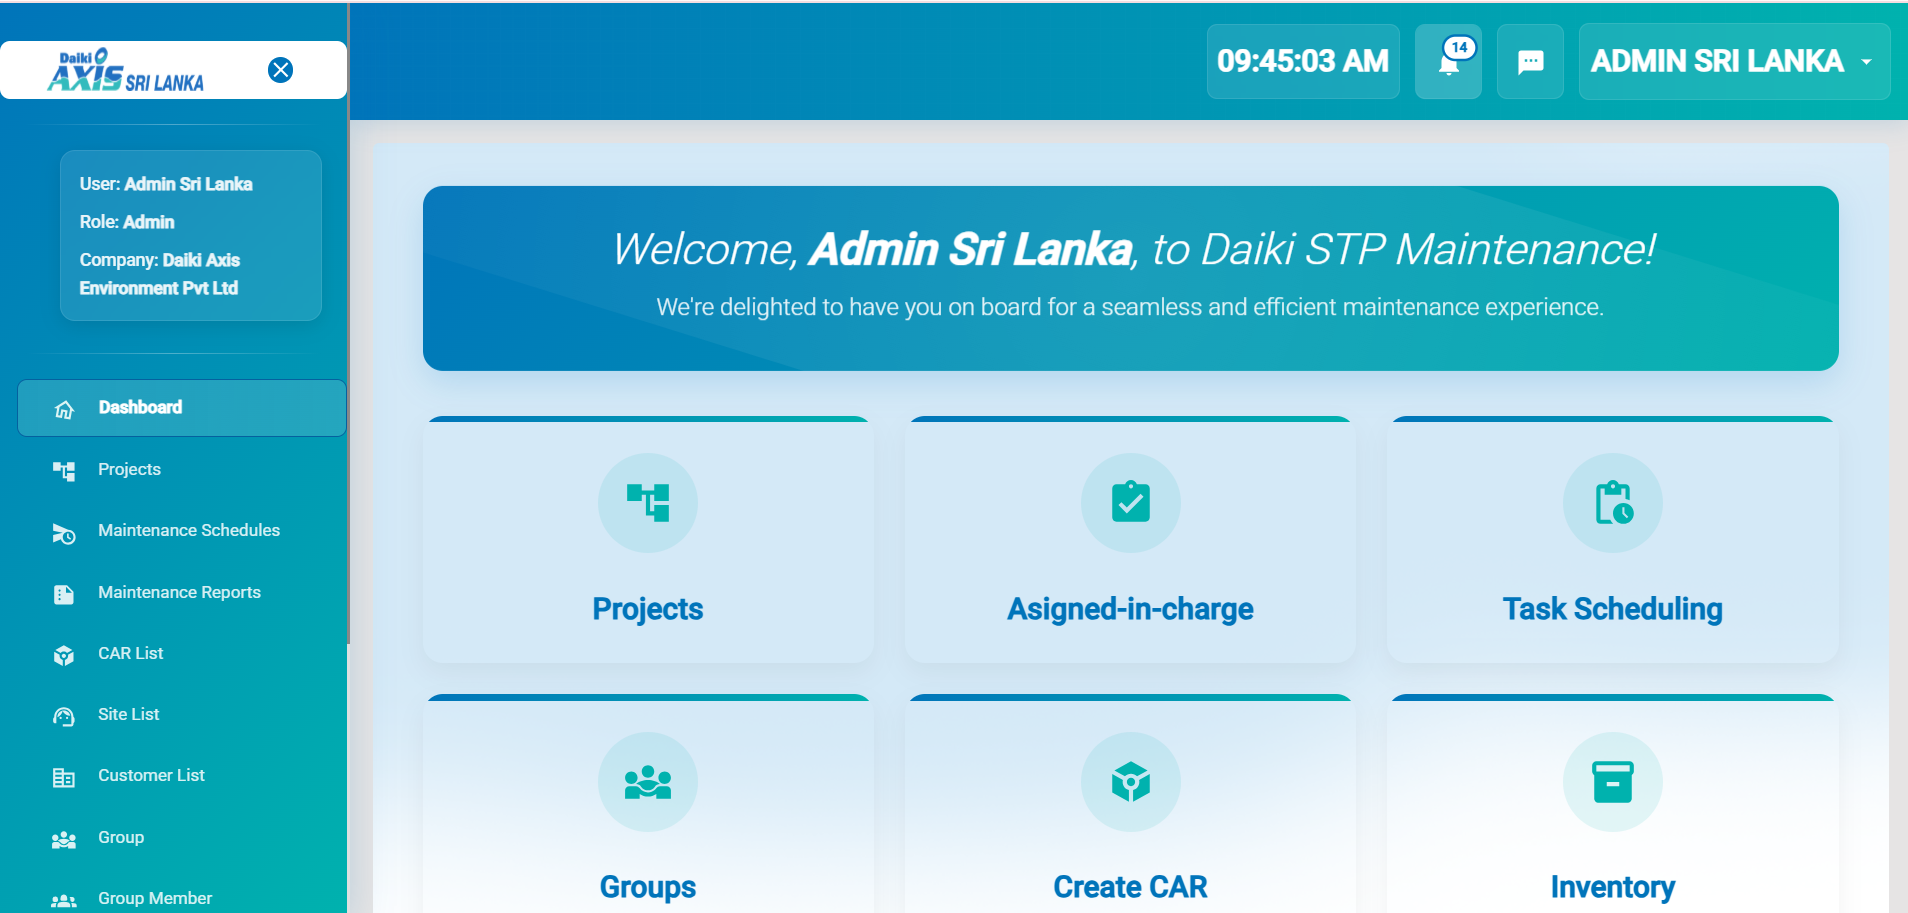 Daiki
AXIS SRI LANKA
User: Admin Sri Lanka
Role: Admin
Company: Daiki Axis
Environment Pvt Ltd
Dashboard
Projects
Maintenance Schedules
Maintenance Reports
CAR List
Site List
Customer List
Group
Group Member
09:45:03 AM
14
ADMIN SRI LANKA
Welcome, Admin Sri Lanka, to Daiki STP Maintenance!
We're delighted to have you on board for a seamless and efficient maintenance experience.
Projects
Asigned-in-charge
Task Scheduling
Groups
Create CAR
Inventory